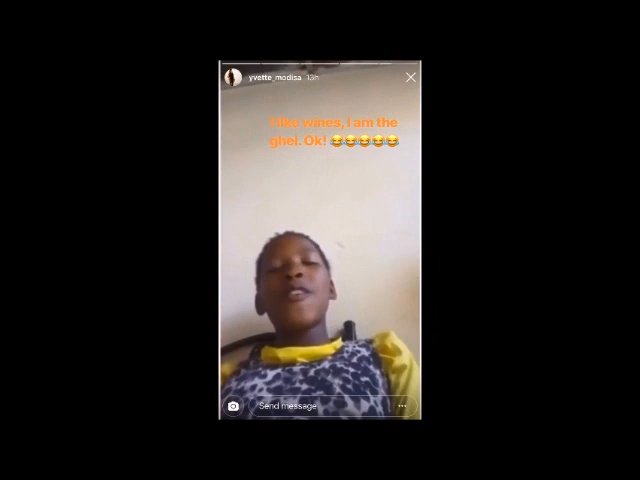 yvette_modisa 13h
I like wines, I am the
ghel. Ok! 😂😂😂😂😂
Send message